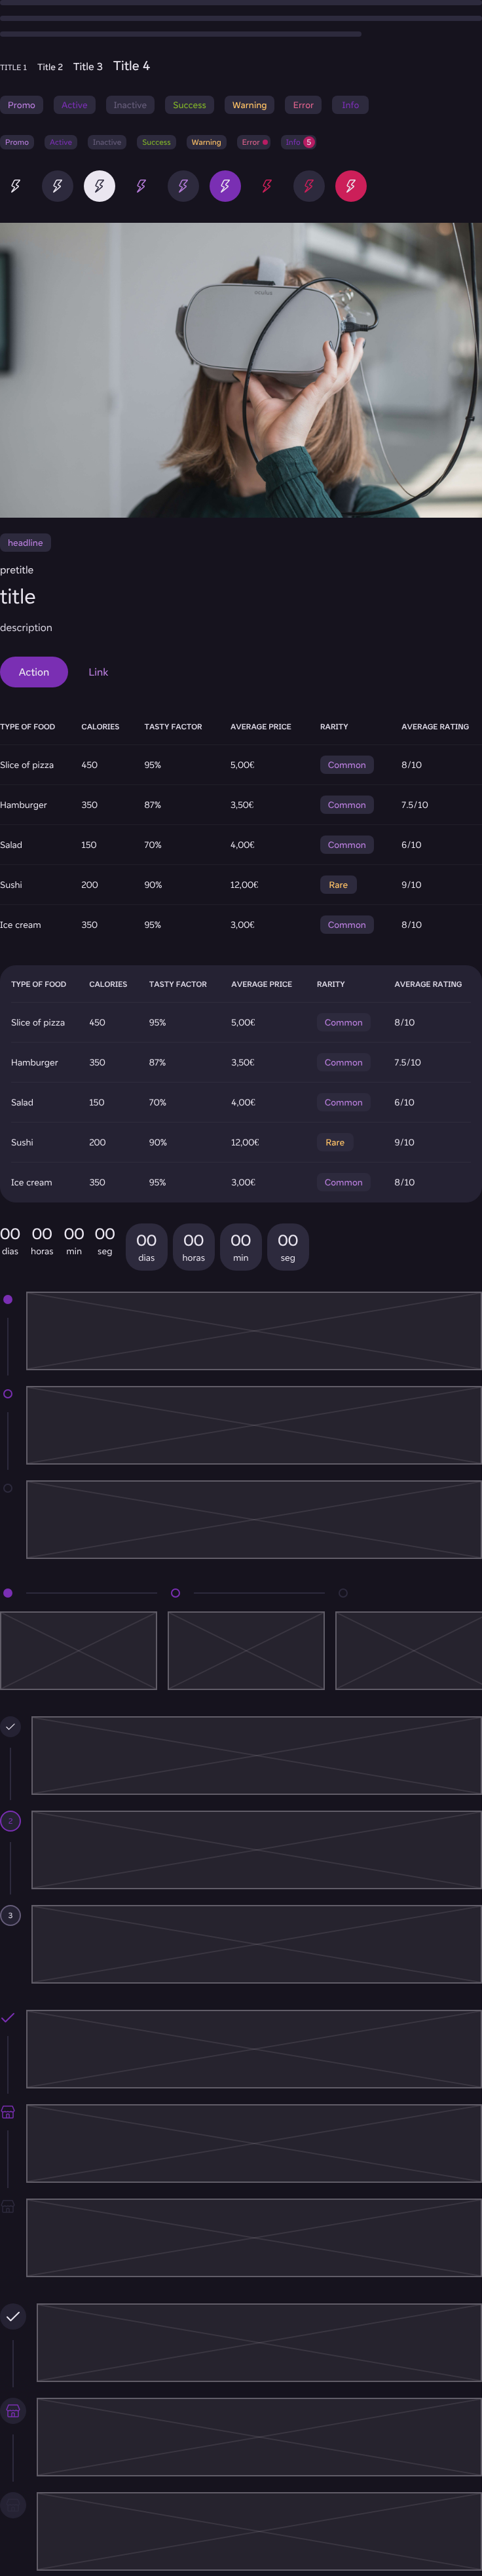 TITLE 1 Title 2 Title 3 Title 4
Promo Active Inactive Success Warning Error Info
Promo Active Inactive Success Warning Error Info 5
oculus
headline
pretitle
title
description
Action Link
TYPE OF FOOD CALORIES TASTY FACTOR AVERAGE PRICE RARITY AVERAGE RATING
Slice of pizza 450 95% 5,00€ Common 8/10
Hamburger 350 87% 3,50€ Common 7.5/10
Salad 150 70% 4,00€ Common 6/10
Sushi 200 90% 12,00€ Rare 9/10
Ice cream 350 95% 3,00€ Common 8/10
TYPE OF FOOD CALORIES TASTY FACTOR AVERAGE PRICE RARITY AVERAGE RATING
Slice of pizza 450 95% 5,00€ Common 8/10
Hamburger 350 87% 3,50€ Common 7.5/10
Salad 150 70% 4,00€ Common 6/10
Sushi 200 90% 12,00€ Rare 9/10
Ice cream 350 95% 3,00€ Common 8/10
00 00 00 00 00 00 00 00
dias horas min seg dias horas min seg
2
3